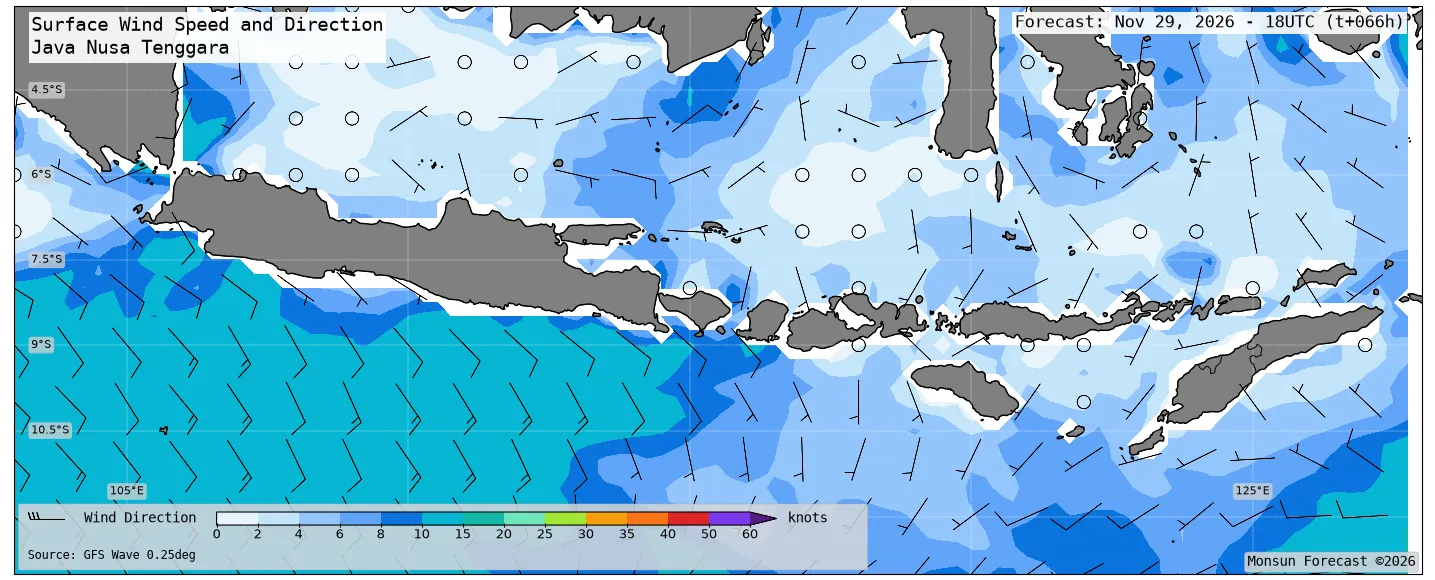 Surface Wind Speed and Direction
Java Nusa Tenggara
Forecast: Nov 29, 2026 - 18UTC (t+066h)
4.5°S
6°S
7.5°S
9°S
10.5°S
105°E
125°E
Wind Direction
0 2 4 6 8 10 15 20 25 30 35 40 50 60
knots
Source: GFS Wave 0.25deg
Monsun Forecast ©2026